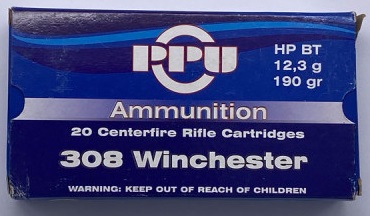 PPU
HP BT
12,3 g
190 gr
Ammunition
20 Centerfire Rifle Cartridges
308 Winchester
WARNING: KEEP OUT OF REACH OF CHILDREN